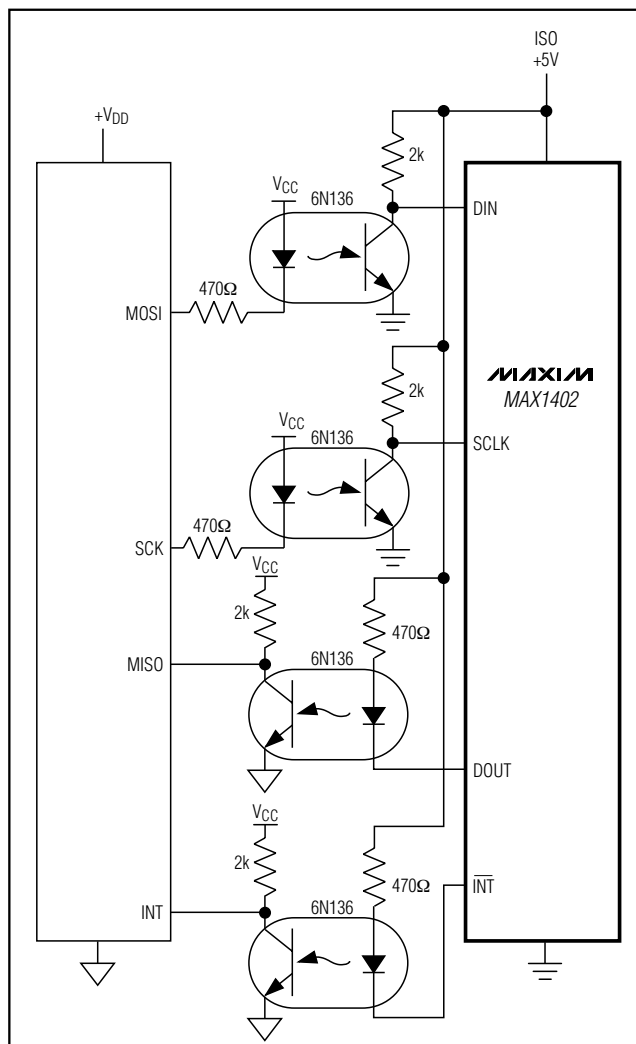 ISO
+5V
+VDD
2k
VCC
6N136
DIN
470Ω
MOSI
2k
MAXIM
MAX1402
VCC
6N136
SCLK
470Ω
SCK
VCC
2k
470Ω
6N136
MISO
DOUT
VCC
2k
470Ω
INT
6N136
INT